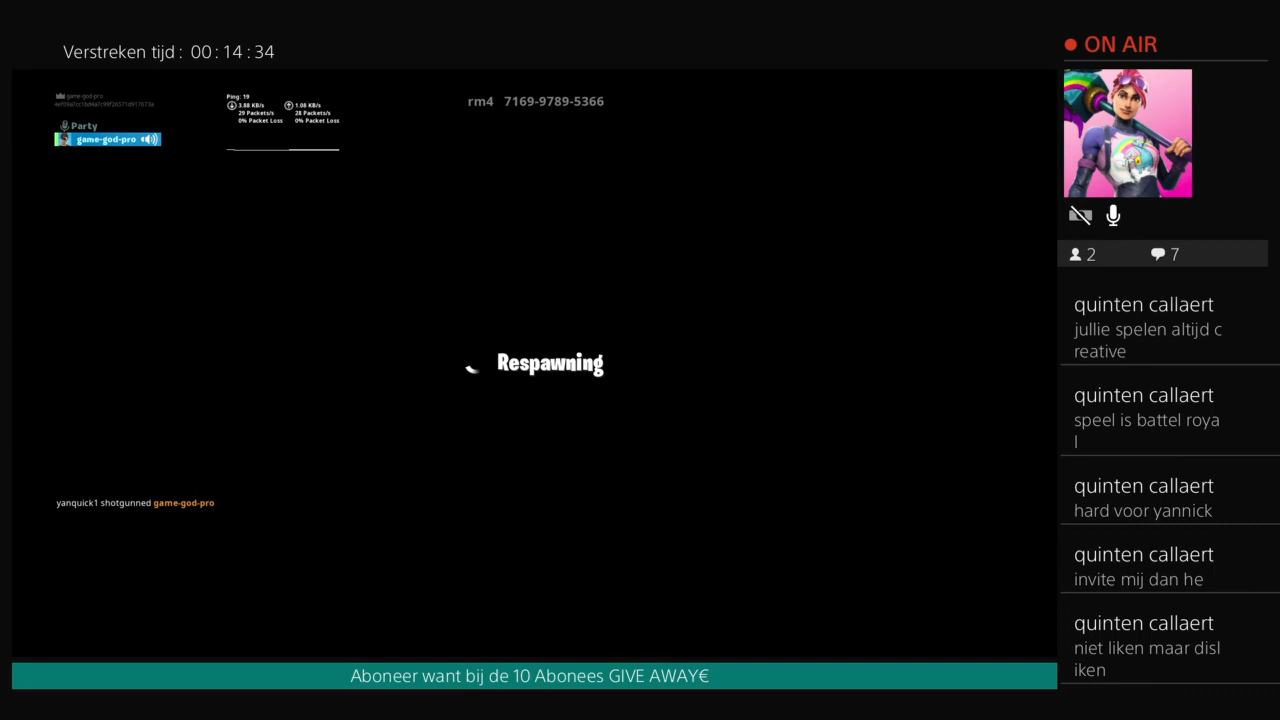 Verstreken tijd : 00 : 14 : 34
ON AIR
game-god-pro
Party
game-god-pro
Ping: 19
3.88 KB/s
29 Packets/s
0% Packet Loss
1.08 KB/s
28 Packets/s
0% Packet Loss
rm4 7169-9789-5366
Respawning
yanquick1 shotgunned game-god-pro
2 7
quinten callaert
jullie spelen altijd c
reative
quinten callaert
speel is battel roya
l
quinten callaert
hard voor yannick
quinten callaert
invite mij dan he
quinten callaert
niet liken maar disl
iken
Aboneer want bij de 10 Abonees GIVE AWAY€